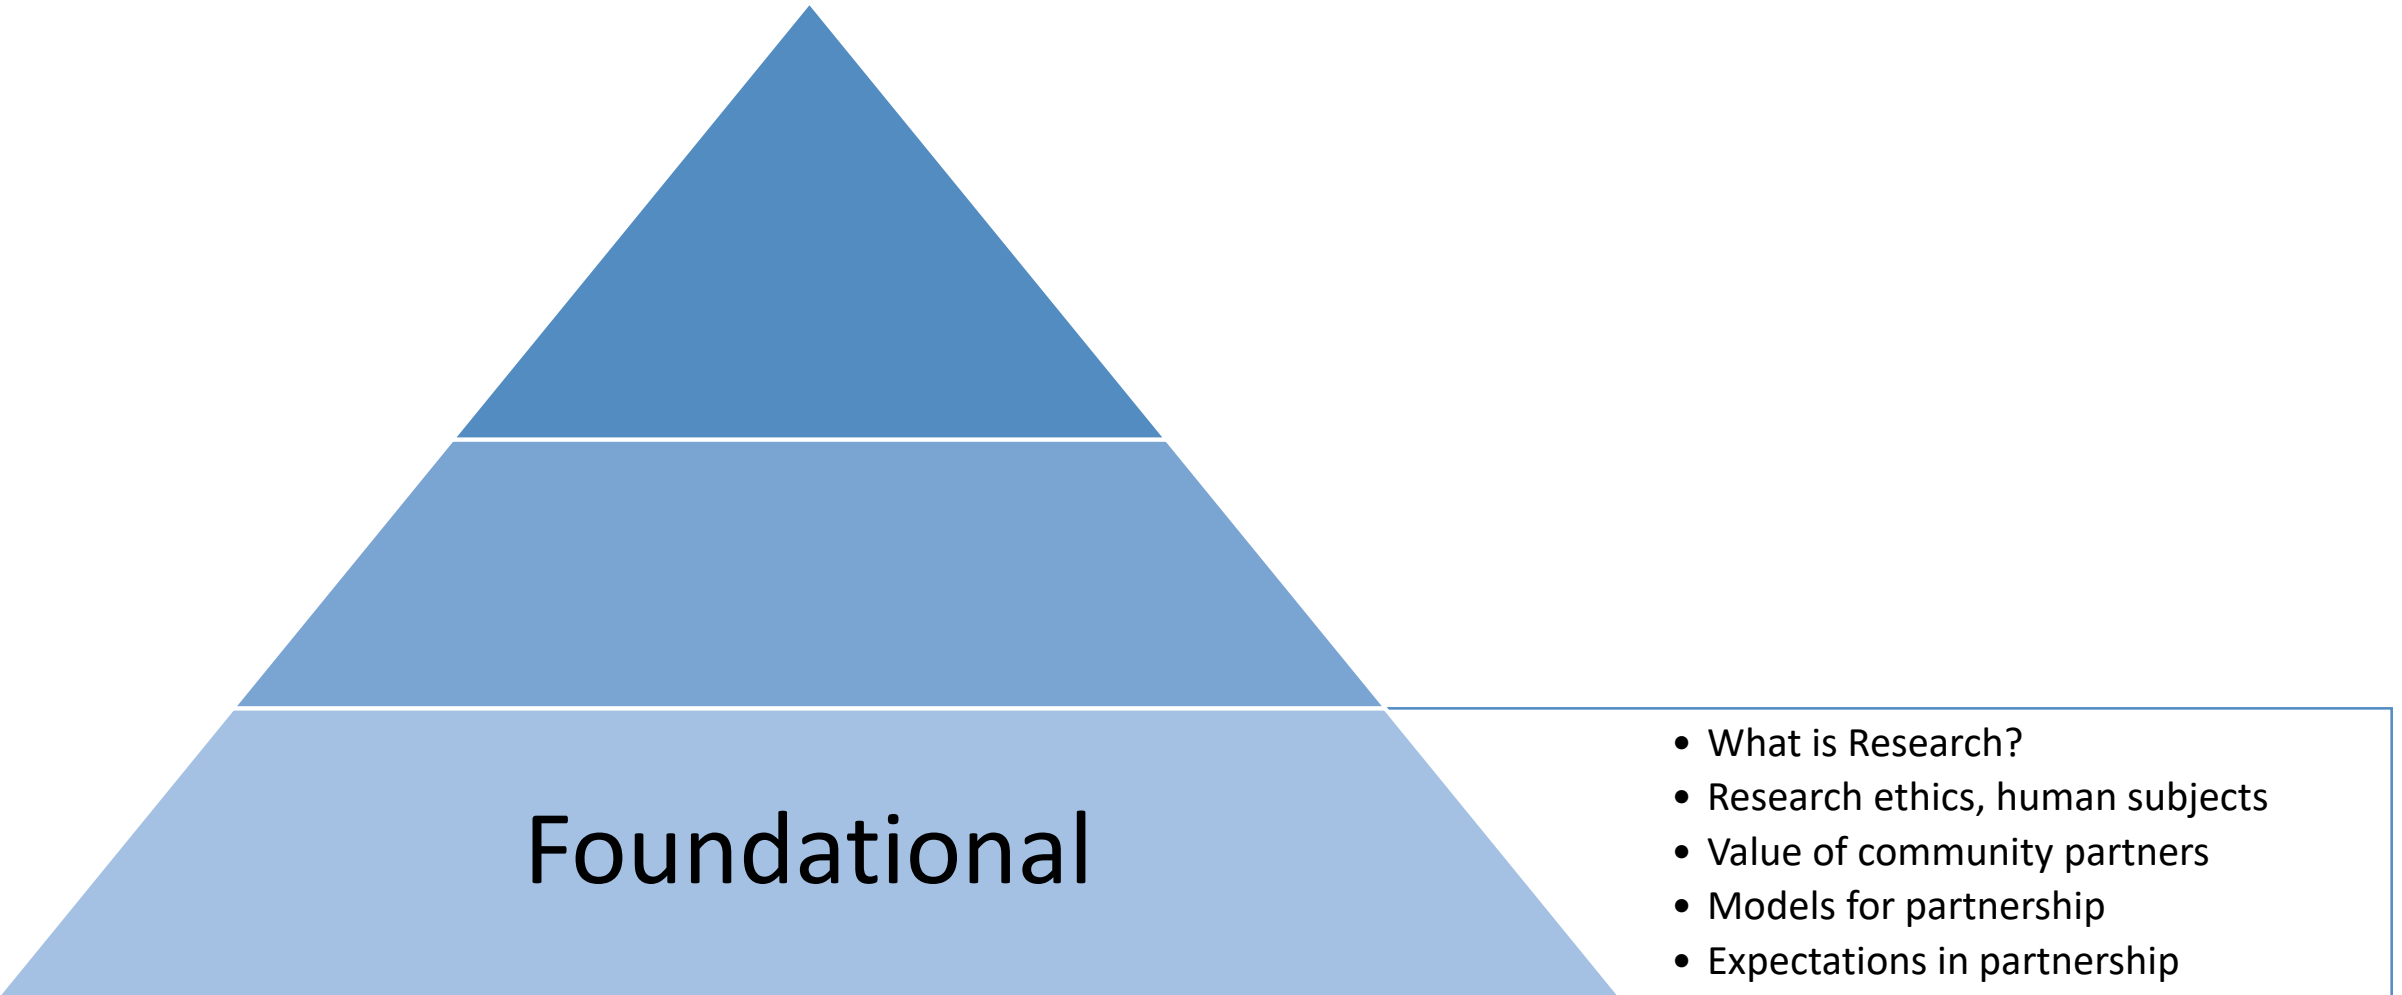 Foundational
• What is Research?
• Research ethics, human subjects
• Value of community partners
• Models for partnership
• Expectations in partnership